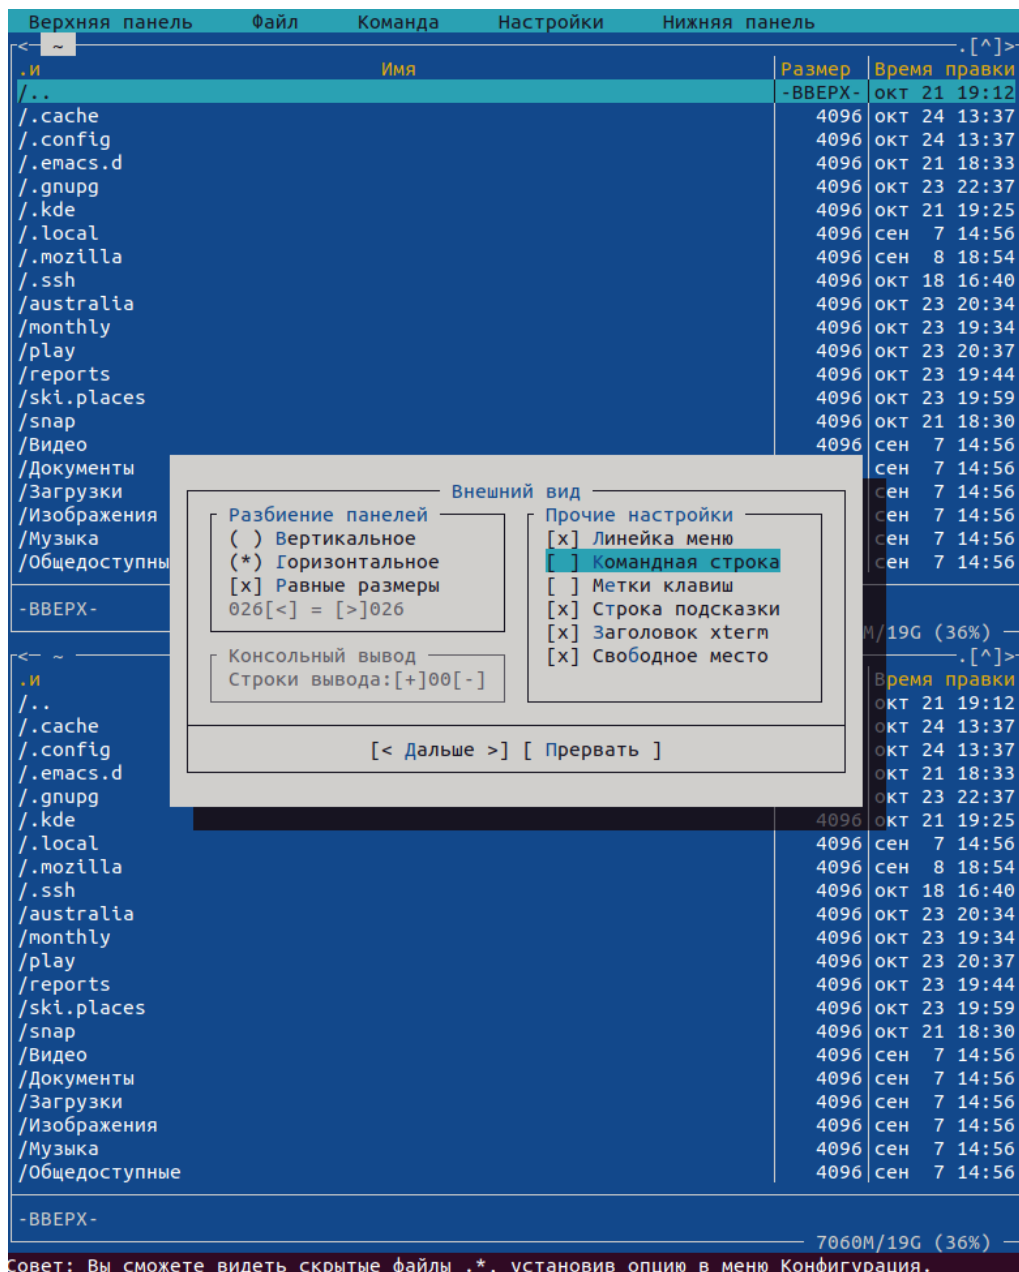 Верхняя панель Файл Команда Настройки Нижняя панель
<— ~ .[^]>
.и Имя Размер Время правки
/.. -ВВЕРХ- окт 21 19:12
/.cache 4096 окт 24 13:37
/.config 4096 окт 24 13:37
/.emacs.d 4096 окт 21 18:33
/.gnupg 4096 окт 23 22:37
/.kde 4096 окт 21 19:25
/.local 4096 сен 7 14:56
/.mozilla 4096 сен 8 18:54
/.ssh 4096 окт 18 16:40
/australia 4096 окт 23 20:34
/monthly 4096 окт 23 19:34
/play 4096 окт 23 20:37
/reports 4096 окт 23 19:44
/ski.places 4096 окт 23 19:59
/snap 4096 окт 21 18:30
/Видео 4096 сен 7 14:56
/Документы сен 7 14:56
/Загрузки сен 7 14:56
/Изображения сен 7 14:56
/Музыка сен 7 14:56
/Общедоступны сен 7 14:56
-ВВЕРХ-
M/19G (36%)
Внешний вид
Разбиение панелей
( ) Вертикальное
(*) Горизонтальное
[x] Равные размеры
026[<] = [>]026
Консольный вывод
Строки вывода:[+]00[-]
Прочие настройки
[x] Линейка меню
[ ] Командная строка
[ ] Метки клавиш
[x] Строка подсказки
[x] Заголовок xterm
[x] Свободное место
[< Дальше >] [ Прервать ]
<— ~ .[^]>
.и Время правки
/.. окт 21 19:12
/.cache окт 24 13:37
/.config окт 24 13:37
/.emacs.d окт 21 18:33
/.gnupg окт 23 22:37
/.kde 4096 окт 21 19:25
/.local 4096 сен 7 14:56
/.mozilla 4096 сен 8 18:54
/.ssh 4096 окт 18 16:40
/australia 4096 окт 23 20:34
/monthly 4096 окт 23 19:34
/play 4096 окт 23 20:37
/reports 4096 окт 23 19:44
/ski.places 4096 окт 23 19:59
/snap 4096 окт 21 18:30
/Видео 4096 сен 7 14:56
/Документы 4096 сен 7 14:56
/Загрузки 4096 сен 7 14:56
/Изображения 4096 сен 7 14:56
/Музыка 4096 сен 7 14:56
/Общедоступные 4096 сен 7 14:56
-ВВЕРХ-
7060M/19G (36%)
Совет: Вы сможете видеть скрытые файлы .*, установив опцию в меню Конфигурация.